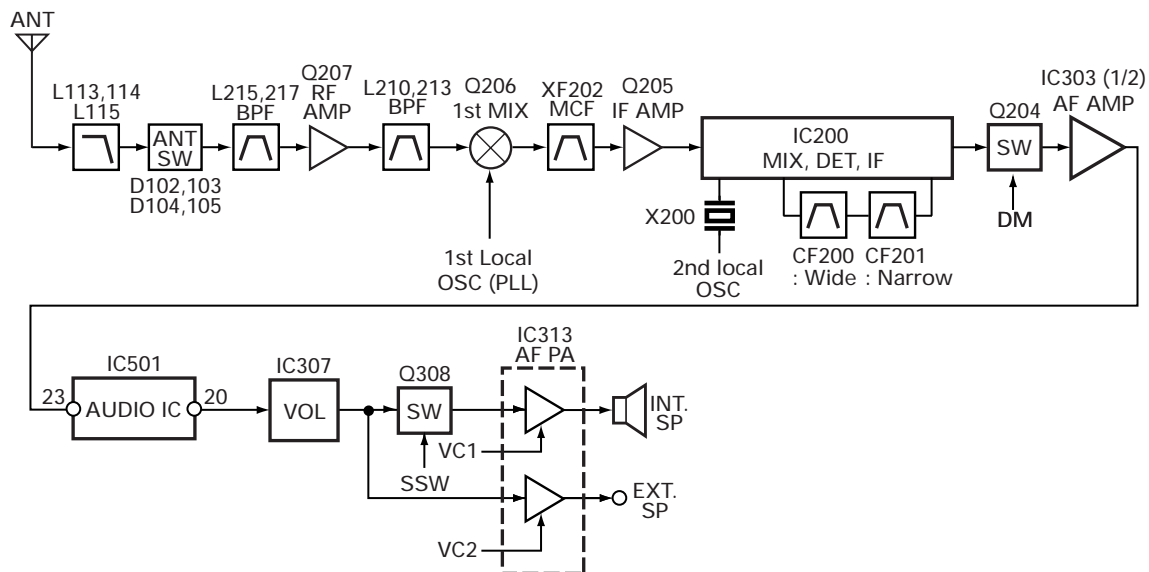 ANT
L113,114
L115
ANT
SW
D102,103
D104,105
L215,217
BPF
Q207
RF
AMP
L210,213
BPF
Q206
1st MIX
1st Local
OSC (PLL)
XF202
MCF
Q205
IF AMP
IC200
MIX, DET, IF
X200
2nd local
OSC
CF200
: Wide
CF201
: Narrow
Q204
SW
DM
IC303 (1/2)
AF AMP
IC501
23
AUDIO IC
20
IC307
VOL
Q308
SW
SSW
IC313
AF PA
VC1
VC2
INT.
SP
EXT.
SP